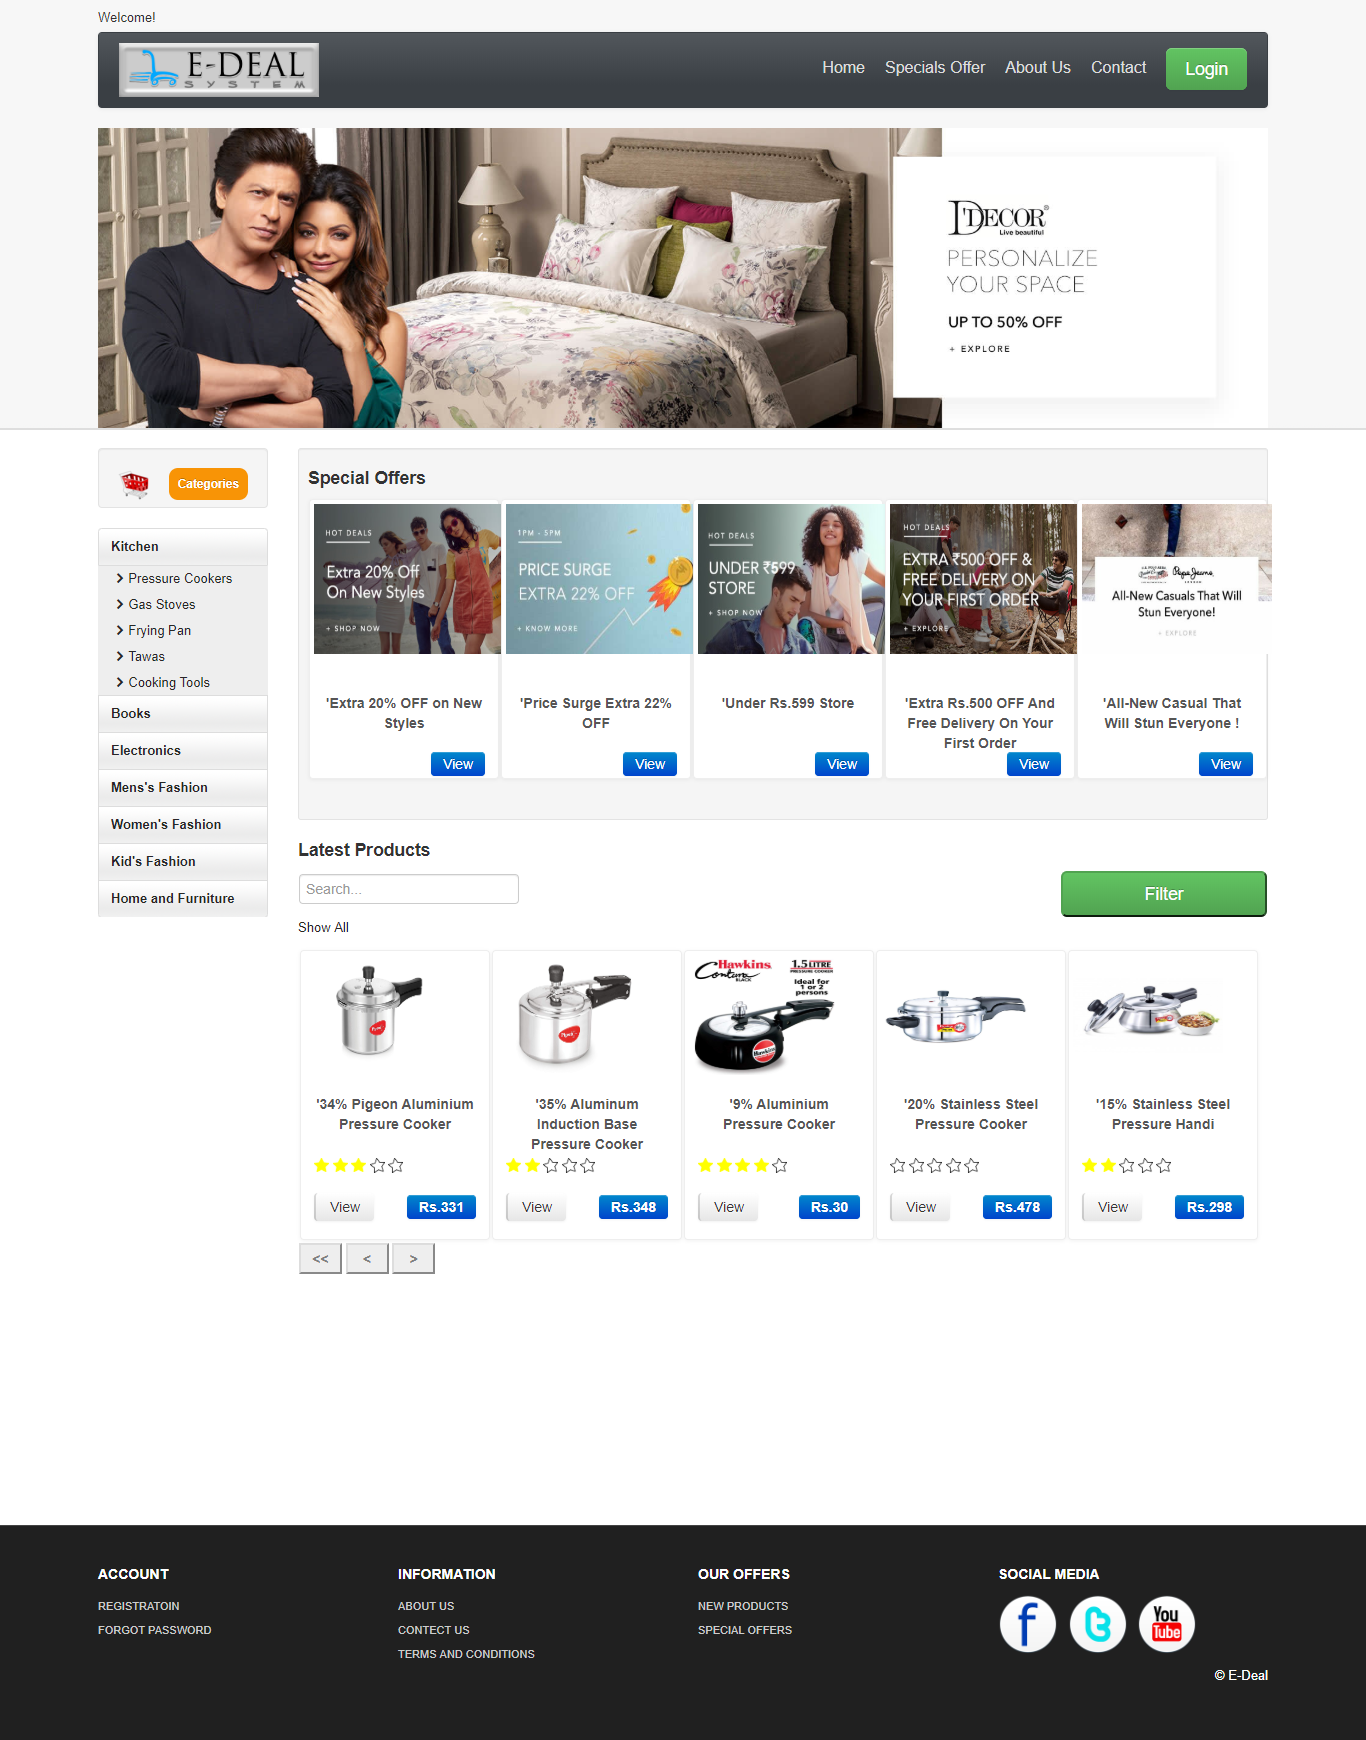 Welcome!
E-DEAL
SYSTEM
Home
Specials Offer
About Us
Contact
Login
D'DECOR®
Live beautiful
PERSONALIZE
YOUR SPACE
UP TO 50% OFF
+ EXPLORE
Categories
Kitchen
Pressure Cookers
Gas Stoves
Frying Pan
Tawas
Cooking Tools
Books
Electronics
Mens's Fashion
Women's Fashion
Kid's Fashion
Home and Furniture
Special Offers
HOT DEALS
Extra 20% Off
On New Styles
+ SHOP NOW
'Extra 20% OFF on New
Styles
View
1PM - 5PM
PRICE SURGE
EXTRA 22% OFF
+ KNOW MORE
'Price Surge Extra 22%
OFF
View
HOT DEALS
UNDER ₹599
STORE
+ SHOP NOW
'Under Rs.599 Store
View
HOT DEALS
EXTRA ₹500 OFF &
FREE DELIVERY ON
YOUR FIRST ORDER
+ EXPLORE
'Extra Rs.500 OFF And
Free Delivery On Your
First Order
View
Pepe Jeans
All-New Casuals That Will
Stun Everyone!
+ EXPLORE
'All-New Casual That
Will Stun Everyone !
View
Latest Products
Search...
Filter
Show All
'34% Pigeon Aluminium
Pressure Cooker
View
Rs.331
'35% Aluminum
Induction Base
Pressure Cooker
View
Rs.348
Hawkins
Contura
BLACK
1.5 LITRE
PRESSURE COOKER
Ideal for
1 or 2
persons
Hawkins
'9% Aluminium
Pressure Cooker
View
Rs.30
'20% Stainless Steel
Pressure Cooker
View
Rs.478
'15% Stainless Steel
Pressure Handi
View
Rs.298
<<
<
>
ACCOUNT
REGISTRATOIN
FORGOT PASSWORD
INFORMATION
ABOUT US
CONTECT US
TERMS AND CONDITIONS
OUR OFFERS
NEW PRODUCTS
SPECIAL OFFERS
SOCIAL MEDIA
You
Tube
© E-Deal